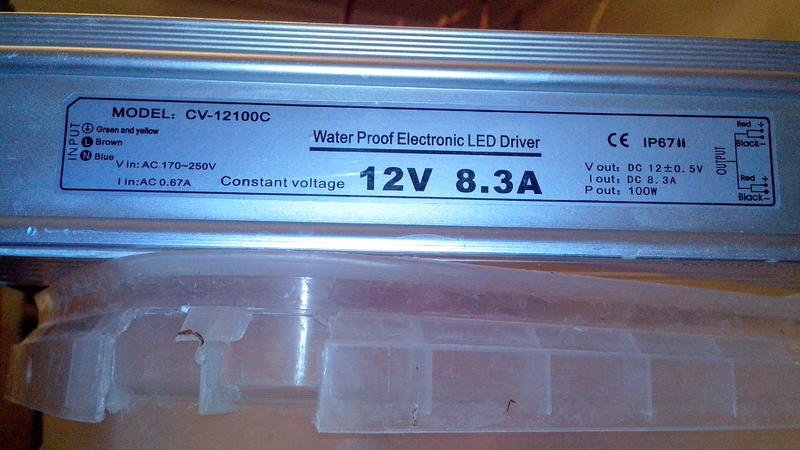 MODEL: CV-12100C
INPUT
Green and yellow
L Brown
N Blue
V in: AC 170~250V
I in: AC 0.67A
Water Proof Electronic LED Driver
Constant voltage 12V 8.3A
CE IP67
V out: DC 12±0.5V
I out: DC 8.3A
P out: 100W
OUTPUT
Red +
Black −
Red +
Black −